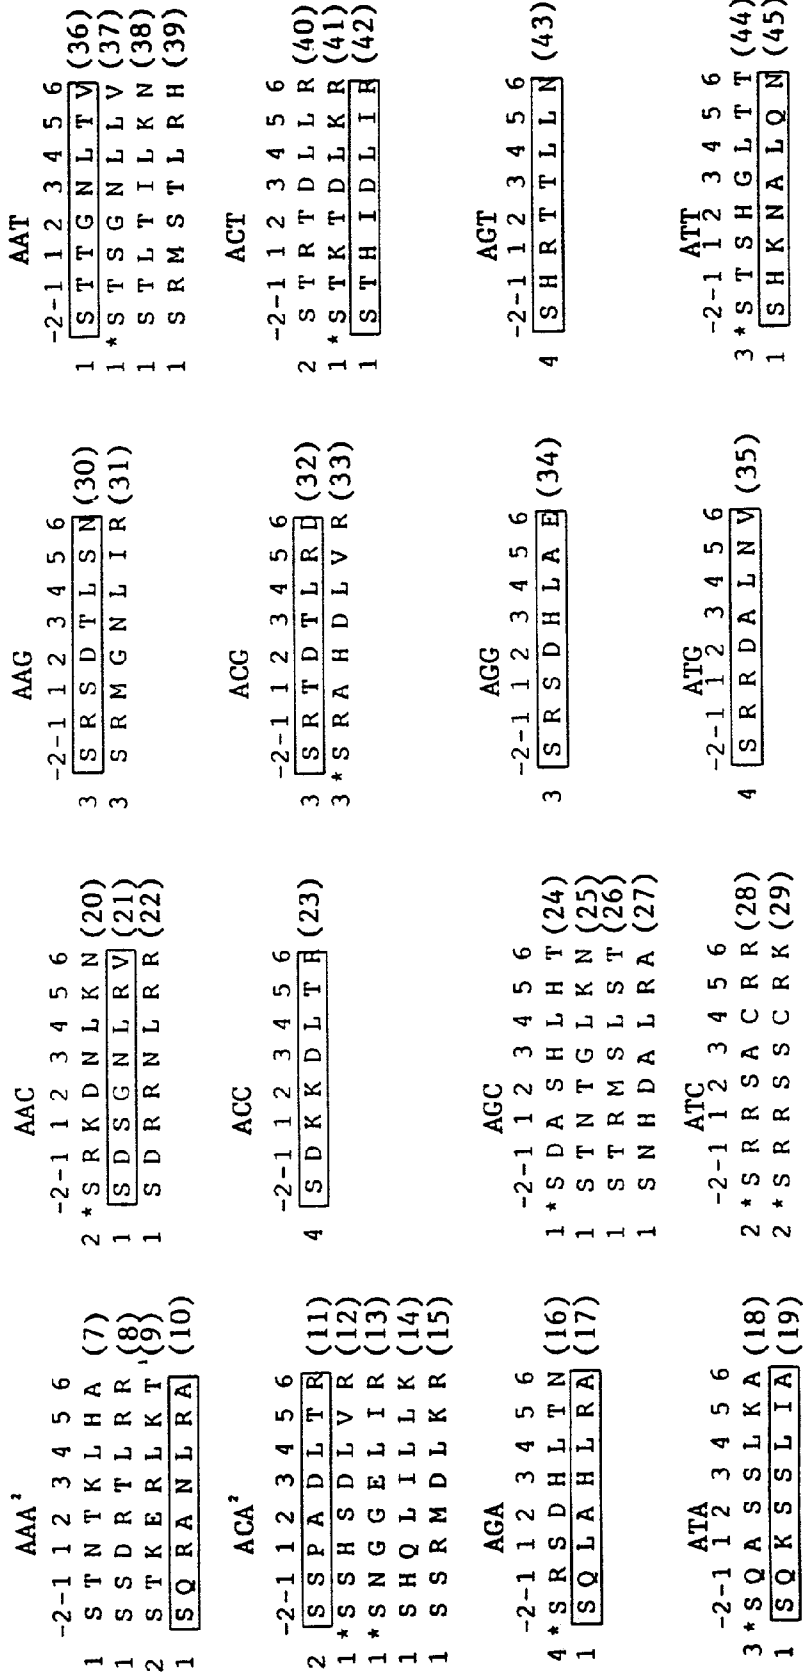 AAA²
-2-1 1 2 3 4 5 6
1 S T N T K L H A (7)
1 S S D R T L R R (8)
2 S T K E R L K T (9)
1 S Q R A N L R A (10)
AAC
-2-1 1 2 3 4 5 6
2 * S R K D N L K N (20)
1 S D S G N L R V (21)
1 S D R R N L R R (22)
AAG
-2-1 1 2 3 4 5 6
3 S R S D T L S N (30)
3 S R M G N L I R (31)
AAT
-2-1 1 2 3 4 5 6
1 S T T G N L T V (36)
1 * S T S G N L L V (37)
1 S T L T I L K N (38)
1 S R M S T L R H (39)
ACA²
-2-1 1 2 3 4 5 6
2 S S P A D L T R (11)
1 * S S H S D L V R (12)
1 * S N G G E L I R (13)
1 S H Q L I L L K (14)
1 S S R M D L K R (15)
ACC
-2-1 1 2 3 4 5 6
4 S D K K D L T R (23)
ACG
-2-1 1 2 3 4 5 6
3 S R T D T L R D (32)
3 * S R A H D L V R (33)
ACT
-2-1 1 2 3 4 5 6
2 S T R T D L L R (40)
1 * S T K T D L K R (41)
1 S T H I D L I R (42)
AGA
-2-1 1 2 3 4 5 6
4 * S R S D H L T N (16)
1 S Q L A H L R A (17)
AGC
-2-1 1 2 3 4 5 6
1 * S D A S H L H T (24)
1 S T N T G L K N (25)
1 S T R M S L S T (26)
1 S N H D A L R A (27)
AGG
-2-1 1 2 3 4 5 6
3 S R S D H L A E (34)
AGT
-2-1 1 2 3 4 5 6
4 S H R T T L L N (43)
ATA
-2-1 1 2 3 4 5 6
3 * S Q A S S L K A (18)
1 S Q K S S L I A (19)
ATC
-2-1 1 2 3 4 5 6
2 * S R R S A C R R (28)
2 * S R R S S C R K (29)
ATG
-2-1 1 2 3 4 5 6
4 S R R D A L N V (35)
ATT
-2-1 1 2 3 4 5 6
3 * S T S H G L T T (44)
1 S H K N A L Q N (45)